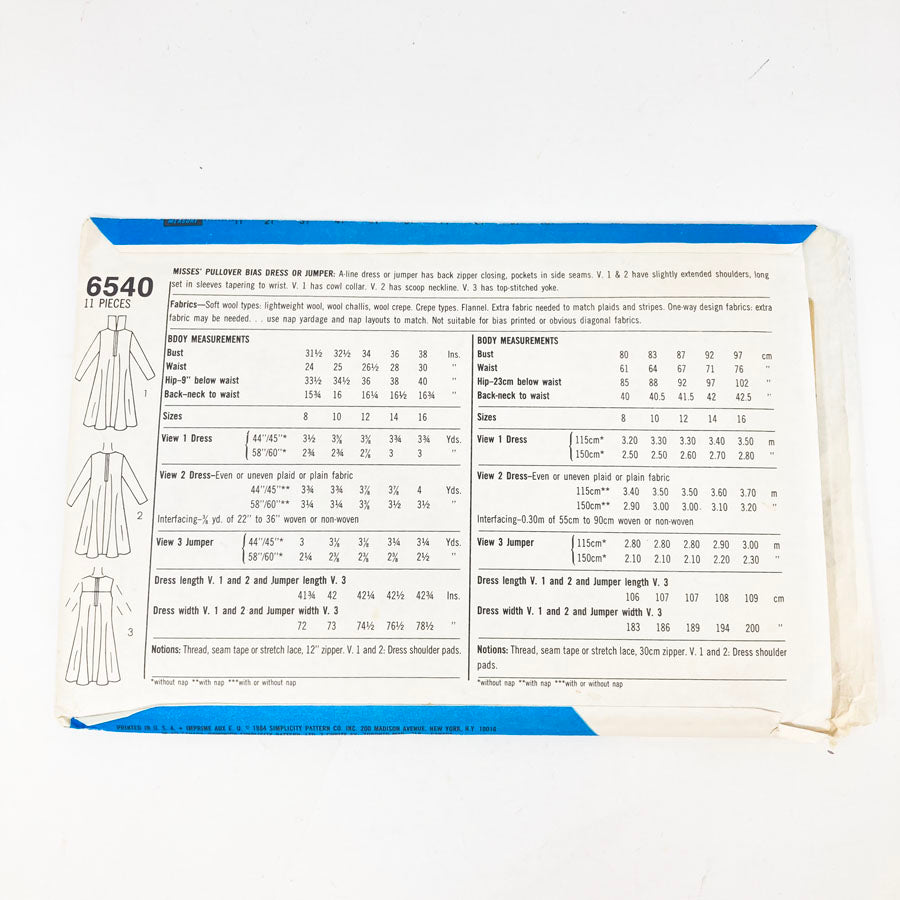 6540
11 PIECES
1
2
3
MISSES' PULLOVER BIAS DRESS OR JUMPER: A-line dress or jumper has back zipper closing, pockets in side seams. V. 1 & 2 have slightly extended shoulders, long
set in sleeves tapering to wrist. V. 1 has cowl collar. V. 2 has scoop neckline. V. 3 has top-stitched yoke.
Fabrics—Soft wool types: lightweight wool, wool challis, wool crepe. Crepe types. Flannel. Extra fabric needed to match plaids and stripes. One-way design fabrics: extra
fabric may be needed. . . use nap yardage and nap layouts to match. Not suitable for bias printed or obvious diagonal fabrics.
BODY MEASUREMENTS
Bust 31½ 32½ 34 36 38 Ins.
Waist 24 25 26½ 28 30 "
Hip-9" below waist 33½ 34½ 36 38 40 "
Back-neck to waist 15¾ 16 16¼ 16½ 16¾ "
Sizes 8 10 12 14 16
View 1 Dress 44"/45"* 3½ 3⅝ 3⅝ 3¾ 3¾ Yds.
58"/60"* 2¾ 2¾ 2⅞ 3 3 "
View 2 Dress-Even or uneven plaid or plain fabric
44"/45"** 3¾ 3¾ 3⅞ 3⅞ 4 Yds.
58"/60"** 3¼ 3¼ 3⅜ 3½ 3½ "
Interfacing-⅜ yd. of 22" to 36" woven or non-woven
View 3 Jumper 44"/45"* 3 3⅛ 3⅛ 3¼ 3¼ Yds.
58"/60"* 2¼ 2⅜ 2⅜ 2⅜ 2½ "
Dress length V. 1 and 2 and Jumper length V. 3
41¾ 42 42¼ 42½ 42¾ Ins.
Dress width V. 1 and 2 and Jumper width V. 3
72 73 74½ 76½ 78½ "
Notions: Thread, seam tape or stretch lace, 12" zipper. V. 1 and 2: Dress shoulder pads.
*without nap **with nap ***with or without nap
BODY MEASUREMENTS
Bust 80 83 87 92 97 cm
Waist 61 64 67 71 76 "
Hip-23cm below waist 85 88 92 97 102 "
Back-neck to waist 40 40.5 41.5 42 42.5 "
Sizes 8 10 12 14 16
View 1 Dress 115cm* 3.20 3.30 3.30 3.40 3.50 m
150cm* 2.50 2.50 2.60 2.70 2.80 "
View 2 Dress-Even or uneven plaid or plain fabric
115cm** 3.40 3.50 3.50 3.60 3.70 m
150cm** 2.90 3.00 3.00 3.10 3.20 "
Interfacing-0.30m of 55cm to 90cm woven or non-woven
View 3 Jumper 115cm* 2.80 2.80 2.80 2.90 3.00 m
150cm* 2.10 2.10 2.20 2.20 2.30 "
Dress length V. 1 and 2 and Jumper length V. 3
106 107 107 108 109 cm
Dress width V. 1 and 2 and Jumper width V. 3
183 186 189 194 200 "
Notions: Thread, seam tape or stretch lace, 30cm zipper. V. 1 and 2: Dress shoulder
pads.
*without nap **with nap ***with or without nap
PRINTED IN U. S. A. • IMPRIME AUX E. U. © 1984 SIMPLICITY PATTERN CO. INC. 200 MADISON AVENUE, NEW YORK, N.Y. 10016